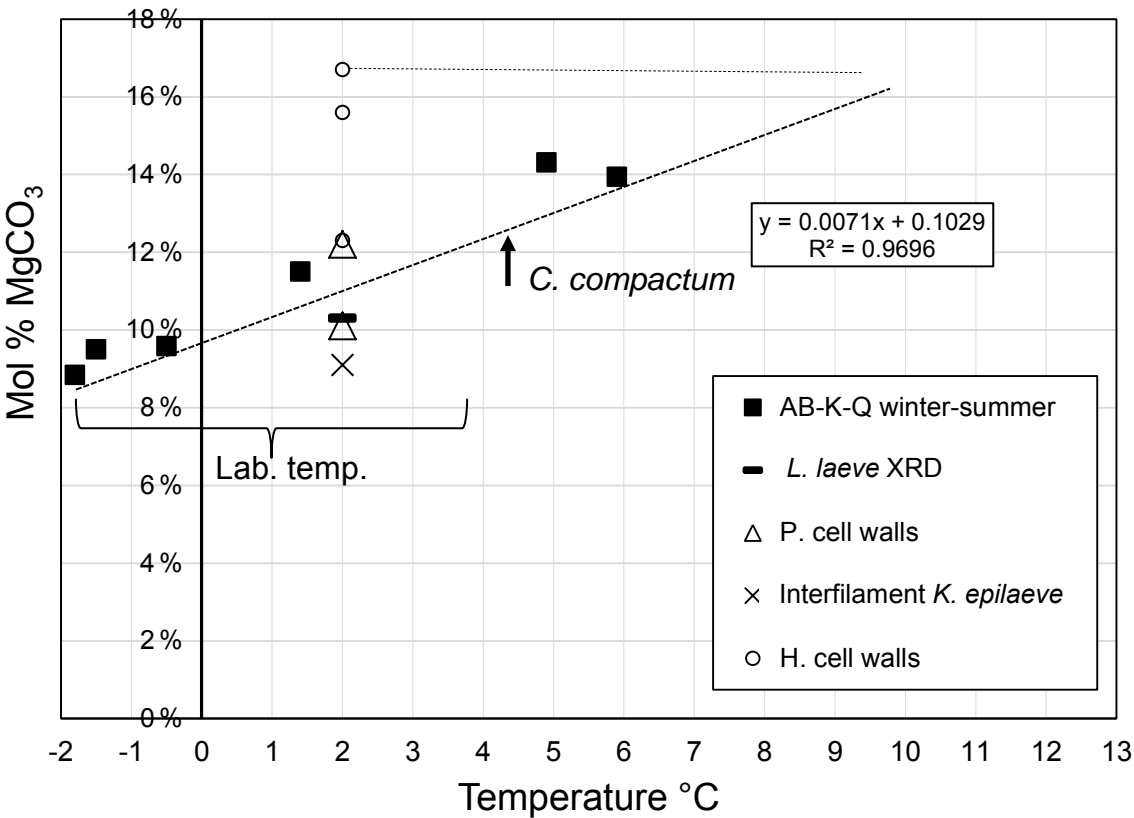 Mol % MgCO₃
18 %
16 %
14 %
12 %
10 %
8 %
6 %
4 %
2 %
0 %
y = 0.0071x + 0.1029
R² = 0.9696
C. compactum
Lab. temp.
AB-K-Q winter-summer
L. laeve XRD
P. cell walls
Interfilament K. epilaeve
H. cell walls
-2 -1 0 1 2 3 4 5 6 7 8 9 10 11 12 13
Temperature °C